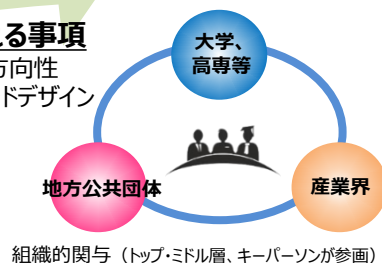 る事項
方向性
ドデザイン
大学、
高専等
地方公共団体
産業界
組織的関与（トップ・ミドル層、キーパーソンが参画）